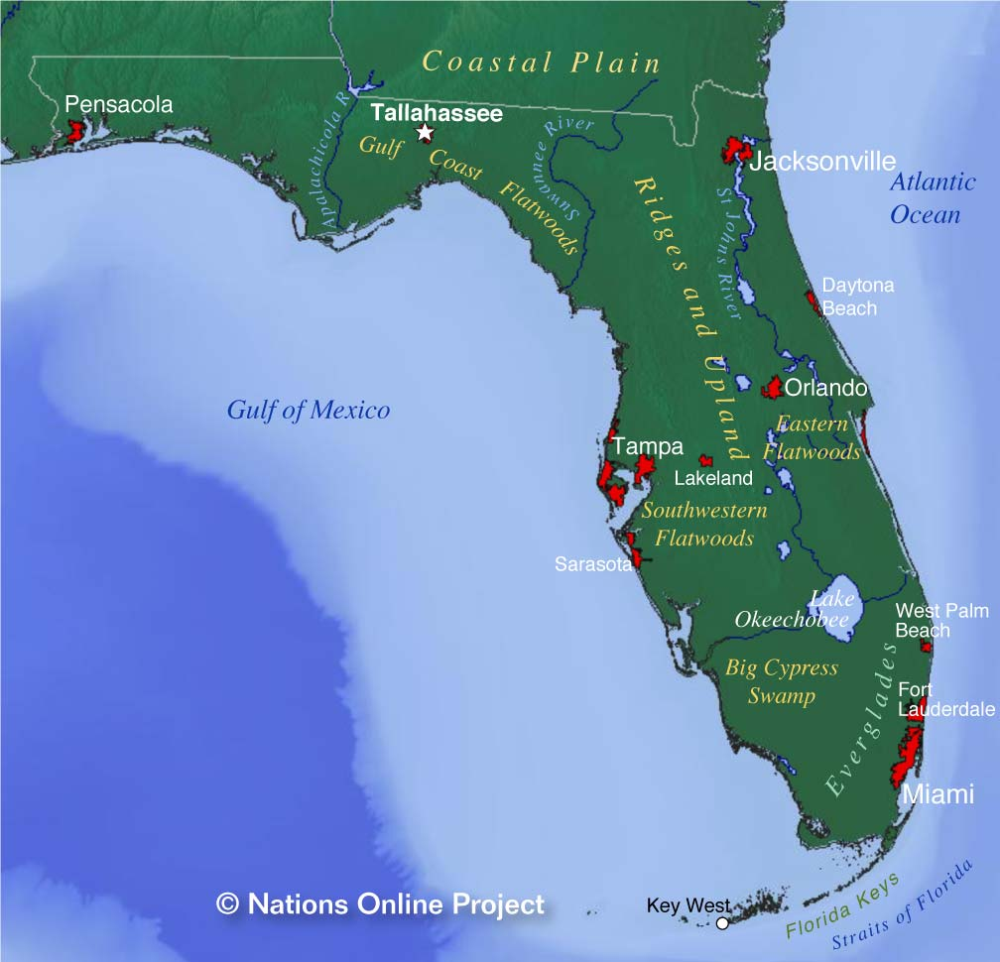 Coastal Plain
Pensacola
Tallahassee
Apalachicola R.
Gulf Coast Flatwoods
Suwannee River
Jacksonville
Ridges and Upland
St Johns River
Atlantic
Ocean
Daytona
Beach
Orlando
Gulf of Mexico
Eastern
Flatwoods
Tampa
Lakeland
Southwestern
Flatwoods
Sarasota
Lake
Okeechobee
West Palm
Beach
Big Cypress
Swamp
Everglades
Fort
Lauderdale
Miami
© Nations Online Project
Key West
Florida Keys
Straits of Florida